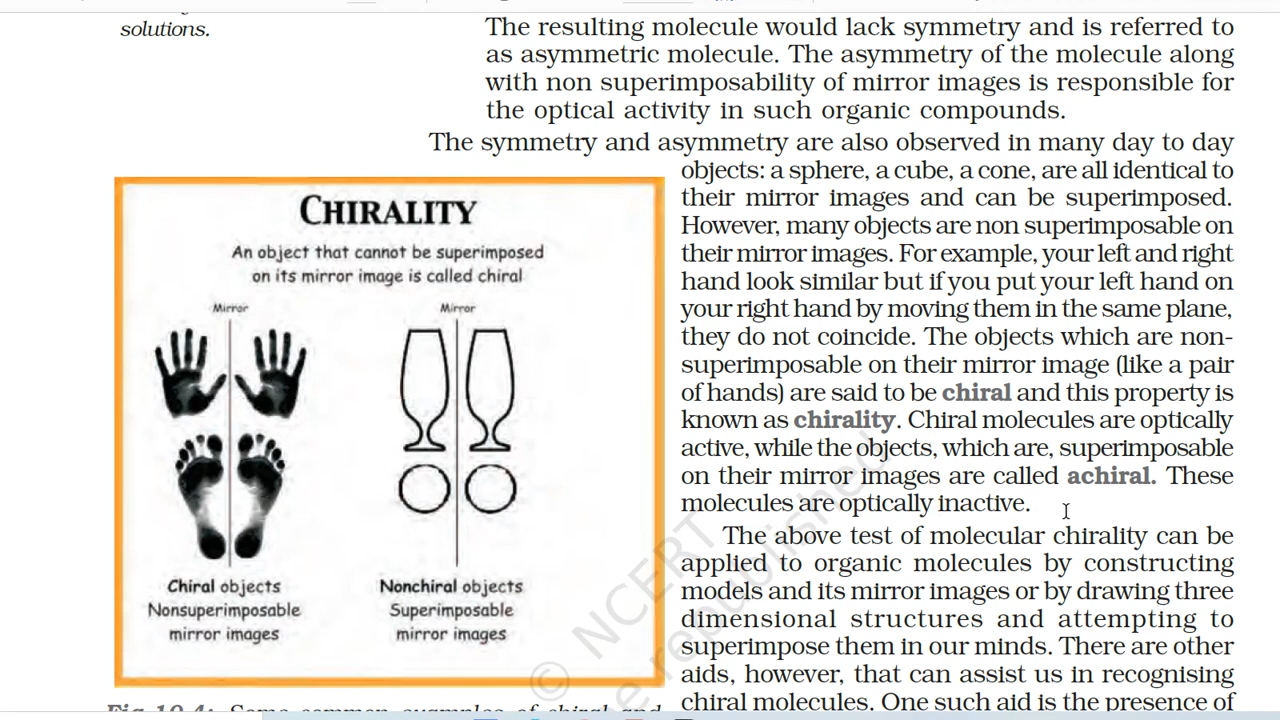 solutions.
The resulting molecule would lack symmetry and is referred to
as asymmetric molecule. The asymmetry of the molecule along
with non superimposability of mirror images is responsible for
the optical activity in such organic compounds.
The symmetry and asymmetry are also observed in many day to day
objects: a sphere, a cube, a cone, are all identical to
their mirror images and can be superimposed.
However, many objects are non superimposable on
their mirror images. For example, your left and right
hand look similar but if you put your left hand on
your right hand by moving them in the same plane,
they do not coincide. The objects which are non-
superimposable on their mirror image (like a pair
of hands) are said to be chiral and this property is
known as chirality. Chiral molecules are optically
active, while the objects, which are, superimposable
on their mirror images are called achiral. These
molecules are optically inactive.
The above test of molecular chirality can be
applied to organic molecules by constructing
models and its mirror images or by drawing three
dimensional structures and attempting to
superimpose them in our minds. There are other
aids, however, that can assist us in recognising
chiral molecules. One such aid is the presence of
CHIRALITY
An object that cannot be superimposed
on its mirror image is called chiral
Mirror
Mirror
Chiral objects
Nonsuperimposable
mirror images
Nonchiral objects
Superimposable
mirror images
Fig 10.4: Some common examples of chiral and
© NCERT
e republished